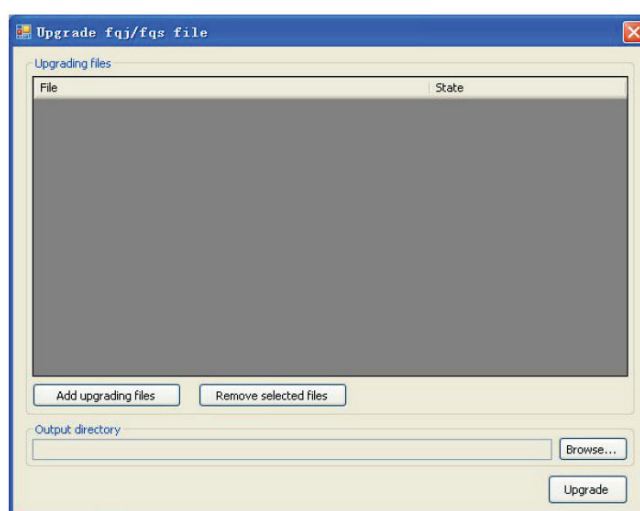 Upgrade fqj/fqs file
Upgrading files
File State
Add upgrading files Remove selected files
Output directory
Browse...
Upgrade